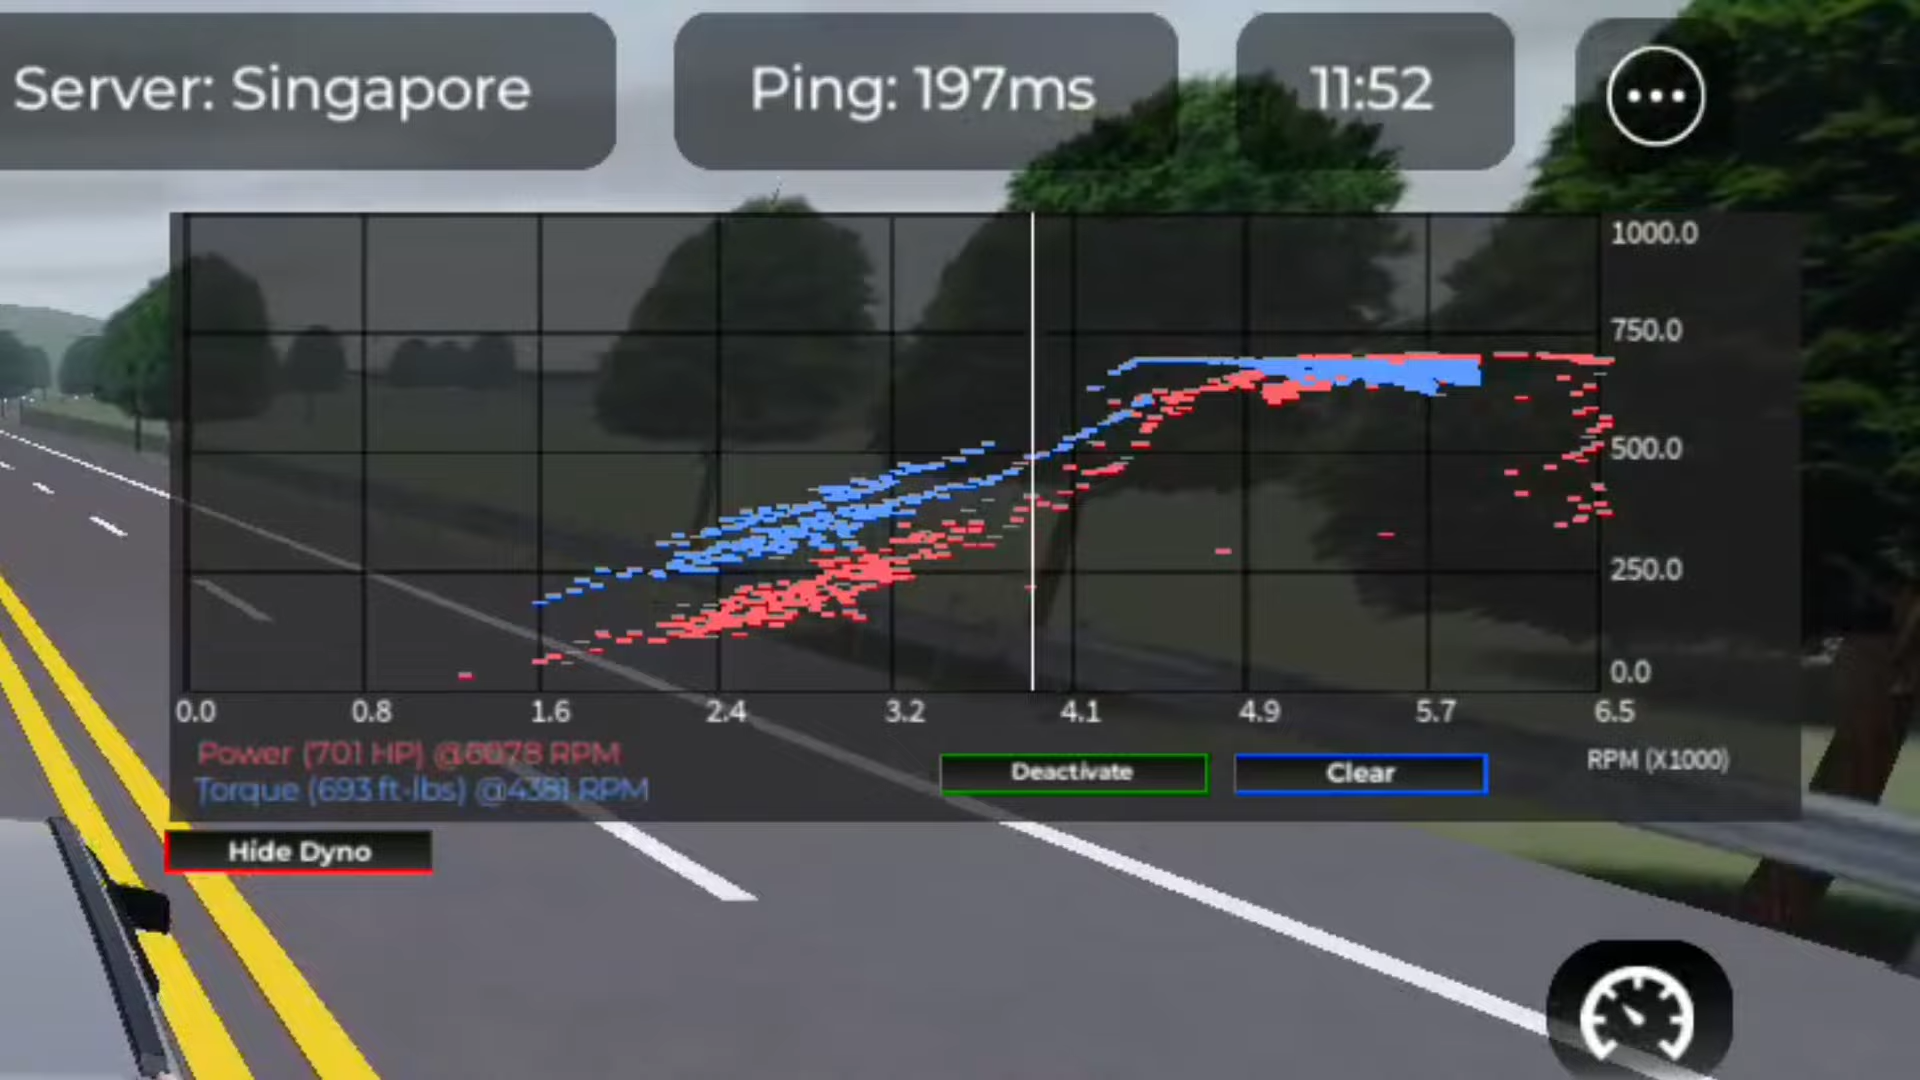 Server: Singapore
Ping: 197ms
11:52
1000.0
750.0
500.0
250.0
0.0
0.0 0.8 1.6 2.4 3.2 4.1 4.9 5.7 6.5
RPM (X1000)
Power (701 HP) @6078 RPM
Torque (693 ft-lbs) @4381 RPM
Deactivate
Clear
Hide Dyno